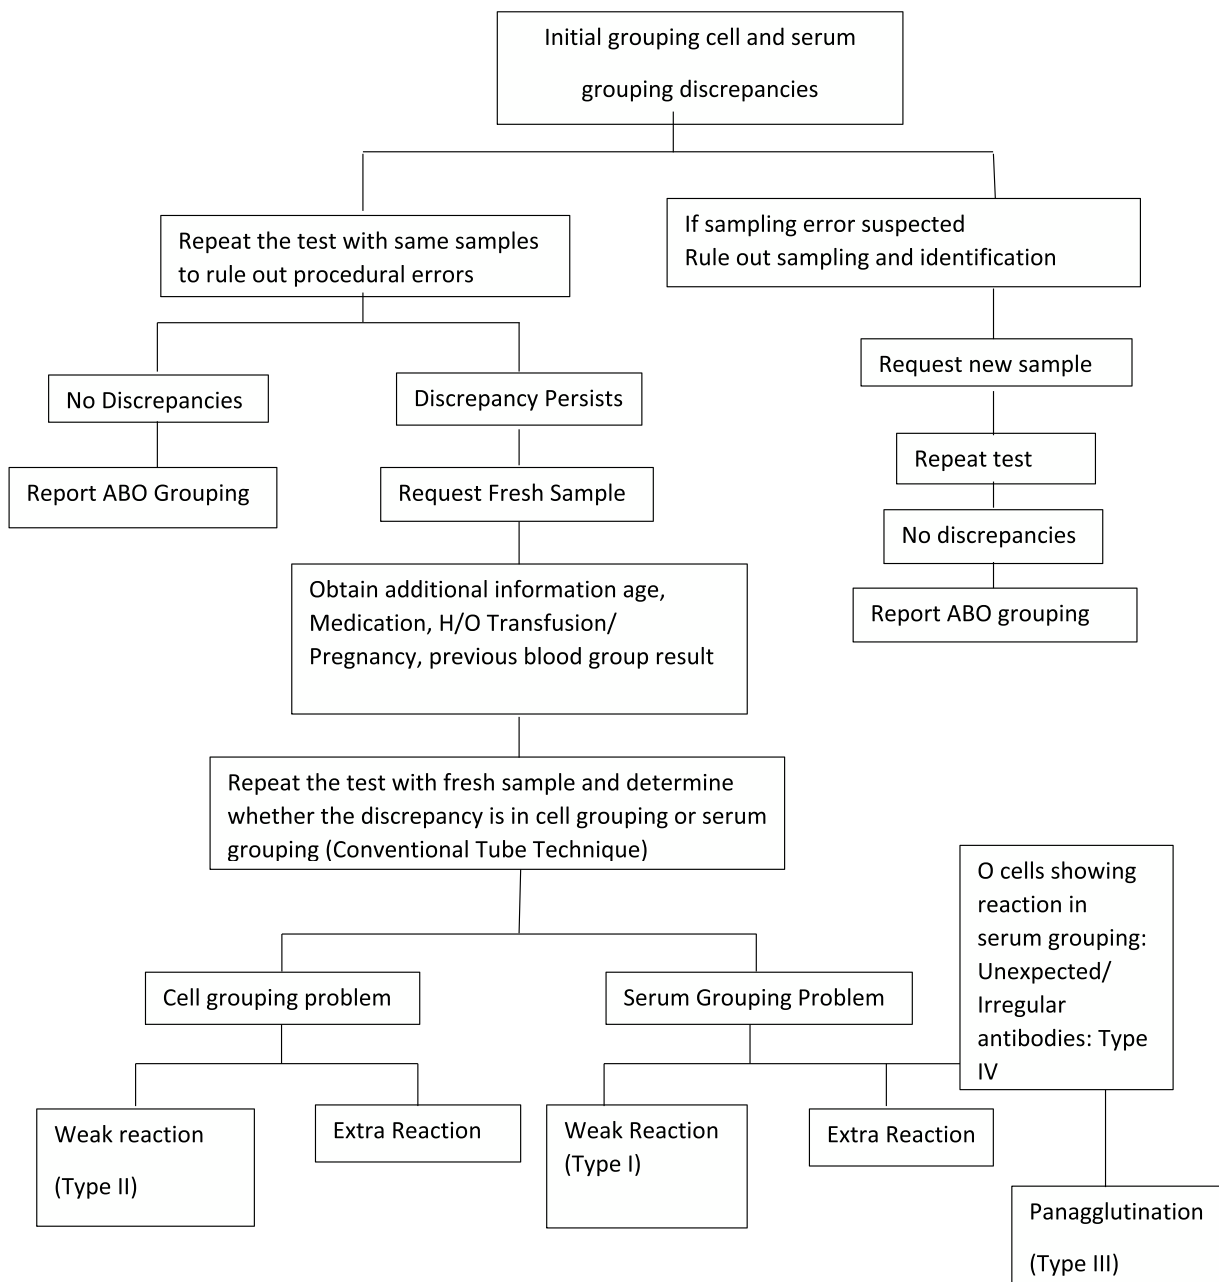 Initial grouping cell and serum
grouping discrepancies
Repeat the test with same samples
to rule out procedural errors
If sampling error suspected
Rule out sampling and identification
No Discrepancies
Discrepancy Persists
Request new sample
Report ABO Grouping
Request Fresh Sample
Repeat test
No discrepancies
Report ABO grouping
Obtain additional information age,
Medication, H/O Transfusion/
Pregnancy, previous blood group result
Repeat the test with fresh sample and determine
whether the discrepancy is in cell grouping or serum
grouping (Conventional Tube Technique)
Cell grouping problem
Serum Grouping Problem
O cells showing
reaction in
serum grouping:
Unexpected/
Irregular
antibodies: Type
IV
Weak reaction
(Type II)
Extra Reaction
Weak Reaction
(Type I)
Extra Reaction
Panagglutination
(Type III)